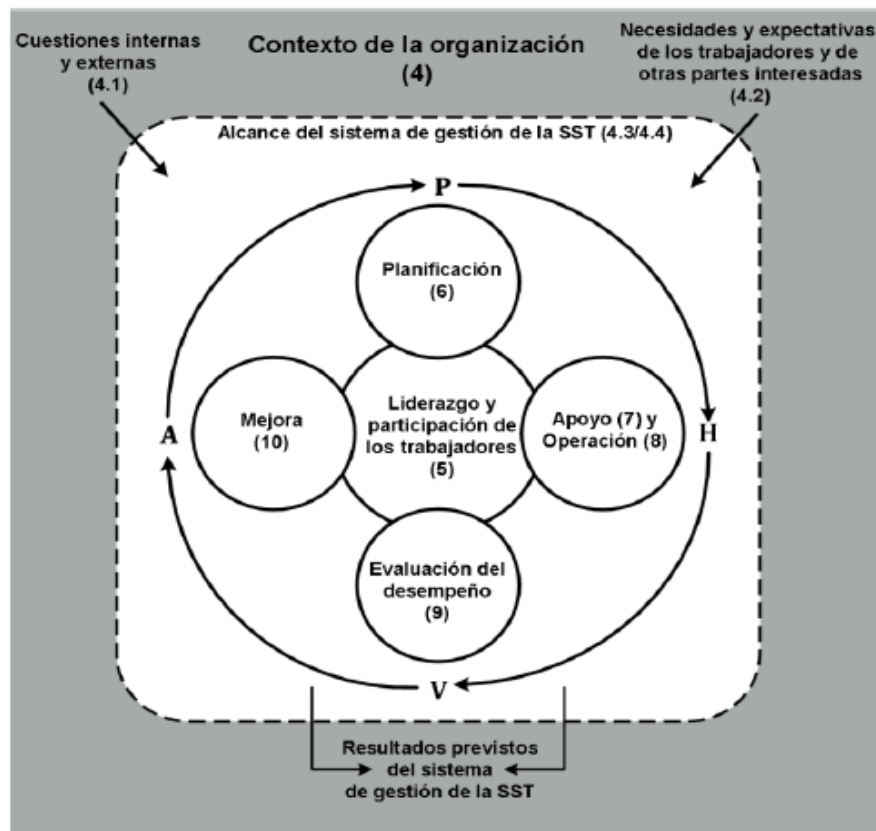 Cuestiones internas
y externas
(4.1)
Contexto de la organización
(4)
Necesidades y expectativas
de los trabajadores y de
otras partes interesadas
(4.2)
Alcance del sistema de gestión de la SST (4.3/4.4)
P
Planificación
(6)
A
Mejora
(10)
Liderazgo y
participación de
los trabajadores
(5)
Apoyo (7) y
Operación (8)
H
Evaluación del
desempeño
(9)
V
Resultados previstos
del sistema
de gestión de la SST